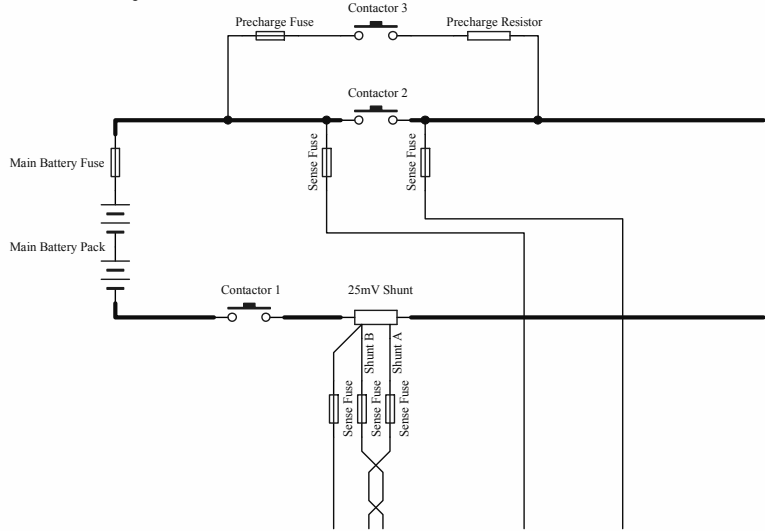 Contactor 3
Precharge Fuse
Precharge Resistor
Contactor 2
Main Battery Fuse
Sense Fuse
Sense Fuse
Main Battery Pack
Contactor 1
25mV Shunt
Shunt B
Shunt A
Sense Fuse
Sense Fuse
Sense Fuse